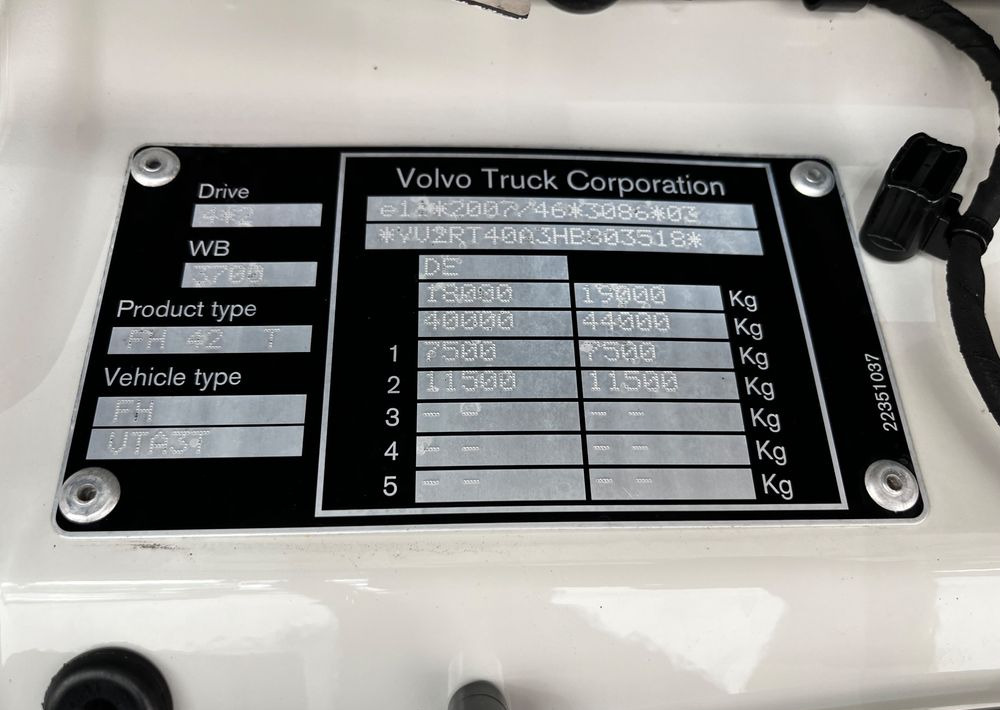 Drive
4*2
WB
3700
Product type
FH 42 T
Vehicle type
FH
VTA3T
Volvo Truck Corporation
e12*2007/46*3086*03
*YV2RT40A3HB803518*
DE
18000 19000 Kg
40000 44000 Kg
1 7500 7500 Kg
2 11500 11500 Kg
3 -- -- -- -- Kg
4 -- -- -- -- Kg
5 -- -- -- -- Kg
22351037